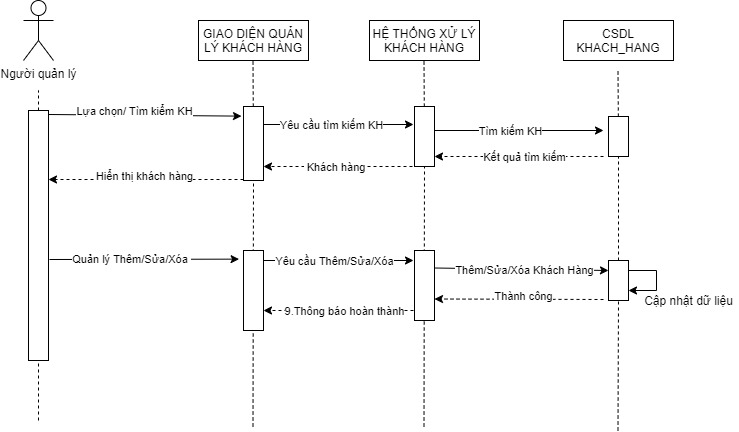 GIAO DIỆN QUẢN
LÝ KHÁCH HÀNG
HỆ THỐNG XỬ LÝ
KHÁCH HÀNG
CSDL
KHACH_HANG
Người quản lý
Lựa chọn/ Tìm kiểm KH
Yêu cầu tìm kiếm KH
Tìm kiếm KH
Kết quả tìm kiếm
Khách hàng
Hiển thị khách hàng
Quản lý Thêm/Sửa/Xóa
Yêu cầu Thêm/Sửa/Xóa
Thêm/Sửa/Xóa Khách Hàng
Thành công
Cập nhật dữ liệu
9.Thông báo hoàn thành